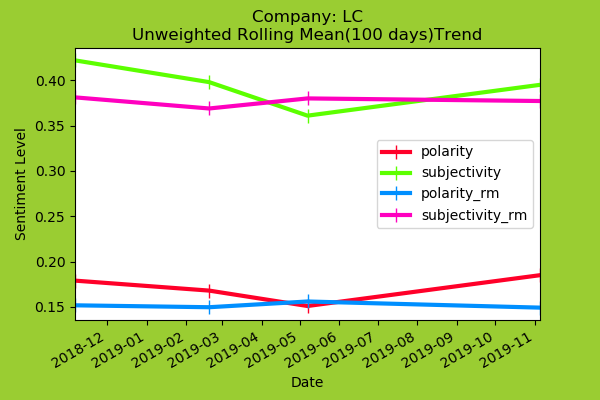 Company: LC
Unweighted Rolling Mean(100 days)Trend
Sentiment Level
0.40
0.35
0.30
0.25
0.20
0.15
polarity
subjectivity
polarity_rm
subjectivity_rm
2018-12
2019-01
2019-02
2019-03
2019-04
2019-05
2019-06
2019-07
2019-08
2019-09
2019-10
2019-11
Date